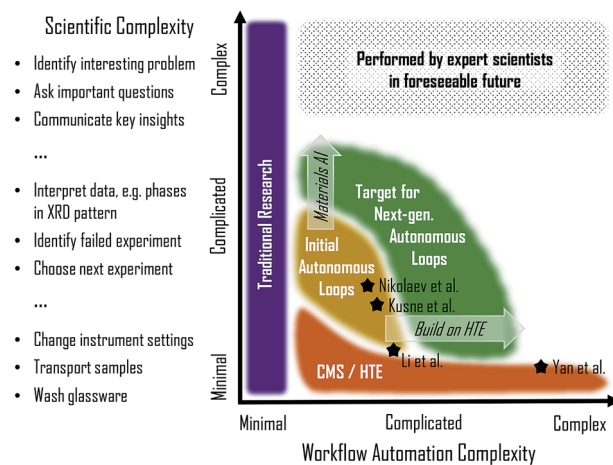 Scientific Complexity
• Identify interesting problem
• Ask important questions
• Communicate key insights
...
• Interpret data, e.g. phases
in XRD pattern
• Identify failed experiment
• Choose next experiment
...
• Change instrument settings
• Transport samples
• Wash glassware
Complex
Complicated
Minimal
Traditional Research
Performed by expert scientists
in foreseeable future
Materials AI
Target for
Next-gen.
Autonomous
Loops
Initial
Autonomous
Loops
Nikolaev et al.
Kusne et al.
Build on HTE
Li et al.
CMS / HTE
Yan et al.
Minimal
Complicated
Complex
Workflow Automation Complexity